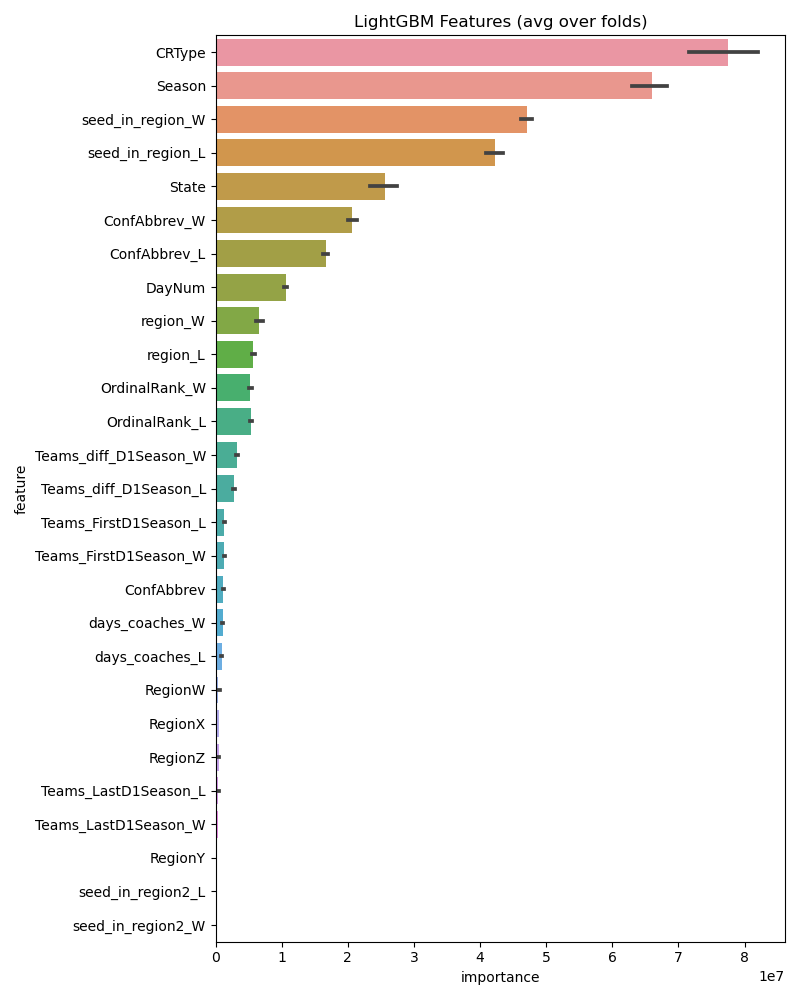 LightGBM Features (avg over folds)
CRType
Season
seed_in_region_W
seed_in_region_L
State
ConfAbbrev_W
ConfAbbrev_L
DayNum
region_W
region_L
OrdinalRank_W
OrdinalRank_L
Teams_diff_D1Season_W
Teams_diff_D1Season_L
Teams_FirstD1Season_L
Teams_FirstD1Season_W
ConfAbbrev
days_coaches_W
days_coaches_L
RegionW
RegionX
RegionZ
Teams_LastD1Season_L
Teams_LastD1Season_W
RegionY
seed_in_region2_L
seed_in_region2_W
feature
0 1 2 3 4 5 6 7 8
importance
1e7